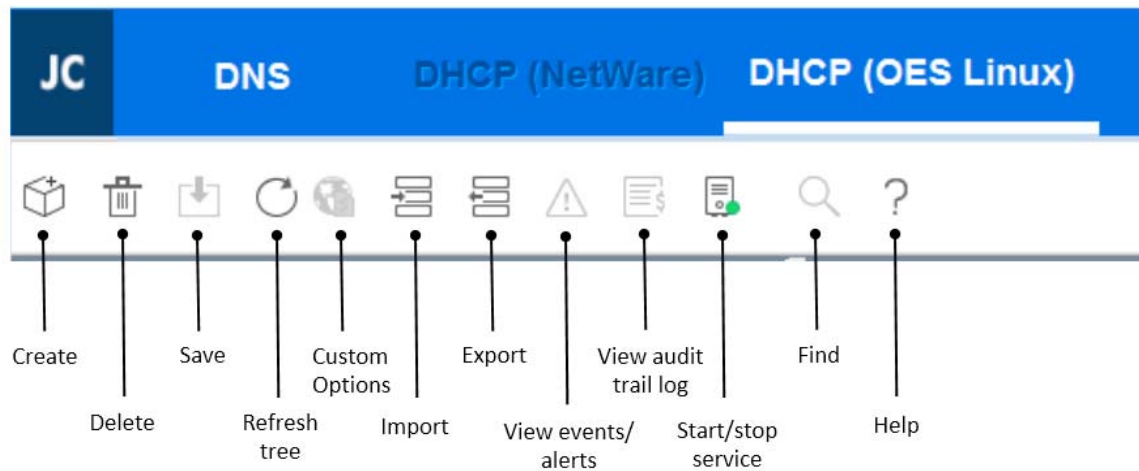 JC DNS DHCP (NetWare) DHCP (OES Linux)
Create Save Custom Export View audit Find
Options trail log
Delete Refresh Import View events/ Start/stop Help
tree alerts service